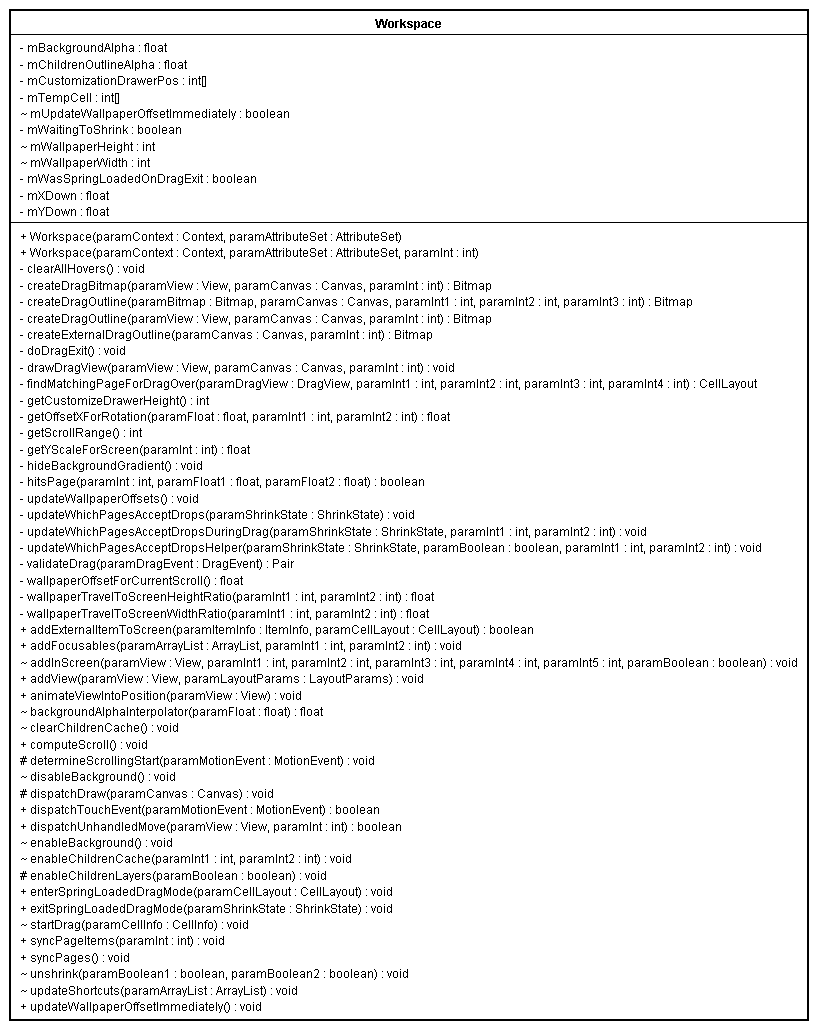 Workspace
- mBackgroundAlpha : float
- mChildrenOutlineAlpha : float
- mCustomizationDrawerPos : int[]
- mTempCell : int[]
~ mUpdateWallpaperOffsetImmediately : boolean
- mWaitingToShrink : boolean
~ mWallpaperHeight : int
~ mWallpaperWidth : int
- mWasSpringLoadedOnDragExit : boolean
- mXDown : float
- mYDown : float
+ Workspace(paramContext : Context, paramAttributeSet : AttributeSet)
+ Workspace(paramContext : Context, paramAttributeSet : AttributeSet, paramInt : int)
- clearAllHovers() : void
- createDragBitmap(paramView : View, paramCanvas : Canvas, paramInt : int) : Bitmap
- createDragOutline(paramBitmap : Bitmap, paramCanvas : Canvas, paramInt1 : int, paramInt2 : int, paramInt3 : int) : Bitmap
- createDragOutline(paramView : View, paramCanvas : Canvas, paramInt : int) : Bitmap
- createExternalDragOutline(paramCanvas : Canvas, paramInt : int) : Bitmap
- doDragExit() : void
- drawDragView(paramView : View, paramCanvas : Canvas, paramInt : int) : void
- findMatchingPageForDragOver(paramDragView : DragView, paramInt1 : int, paramInt2 : int, paramInt3 : int, paramInt4 : int) : CellLayout
- getCustomizeDrawerHeight() : int
- getOffsetXForRotation(paramFloat : float, paramInt1 : int, paramInt2 : int) : float
- getScrollRange() : int
- getYScaleForScreen(paramInt : int) : float
- hideBackgroundGradient() : void
- hitsPage(paramInt : int, paramFloat1 : float, paramFloat2 : float) : boolean
- updateWallpaperOffsets() : void
- updateWhichPagesAcceptDrops(paramShrinkState : ShrinkState) : void
- updateWhichPagesAcceptDropsDuringDrag(paramShrinkState : ShrinkState, paramInt1 : int, paramInt2 : int) : void
- updateWhichPagesAcceptDropsHelper(paramShrinkState : ShrinkState, paramBoolean : boolean, paramInt1 : int, paramInt2 : int) : void
- validateDrag(paramDragEvent : DragEvent) : Pair
- wallpaperOffsetForCurrentScroll() : float
- wallpaperTravelToScreenHeightRatio(paramInt1 : int, paramInt2 : int) : float
- wallpaperTravelToScreenWidthRatio(paramInt1 : int, paramInt2 : int) : float
+ addExternalItemToScreen(paramItemInfo : ItemInfo, paramCellLayout : CellLayout) : boolean
+ addFocusables(paramArrayList : ArrayList, paramInt1 : int, paramInt2 : int) : void
~ addInScreen(paramView : View, paramInt1 : int, paramInt2 : int, paramInt3 : int, paramInt4 : int, paramInt5 : int, paramBoolean : boolean) : void
+ addView(paramView : View, paramLayoutParams : LayoutParams) : void
+ animateViewIntoPosition(paramView : View) : void
~ backgroundAlphaInterpolator(paramFloat : float) : float
~ clearChildrenCache() : void
+ computeScroll() : void
# determineScrollingStart(paramMotionEvent : MotionEvent) : void
~ disableBackground() : void
# dispatchDraw(paramCanvas : Canvas) : void
+ dispatchTouchEvent(paramMotionEvent : MotionEvent) : boolean
+ dispatchUnhandledMove(paramView : View, paramInt : int) : boolean
~ enableBackground() : void
~ enableChildrenCache(paramInt1 : int, paramInt2 : int) : void
# enableChildrenLayers(paramBoolean : boolean) : void
+ enterSpringLoadedDragMode(paramCellLayout : CellLayout) : void
+ exitSpringLoadedDragMode(paramShrinkState : ShrinkState) : void
~ startDrag(paramCellInfo : CellInfo) : void
+ syncPageItems(paramInt : int) : void
+ syncPages() : void
~ unshrink(paramBoolean1 : boolean, paramBoolean2 : boolean) : void
~ updateShortcuts(paramArrayList : ArrayList) : void
+ updateWallpaperOffsetImmediately() : void